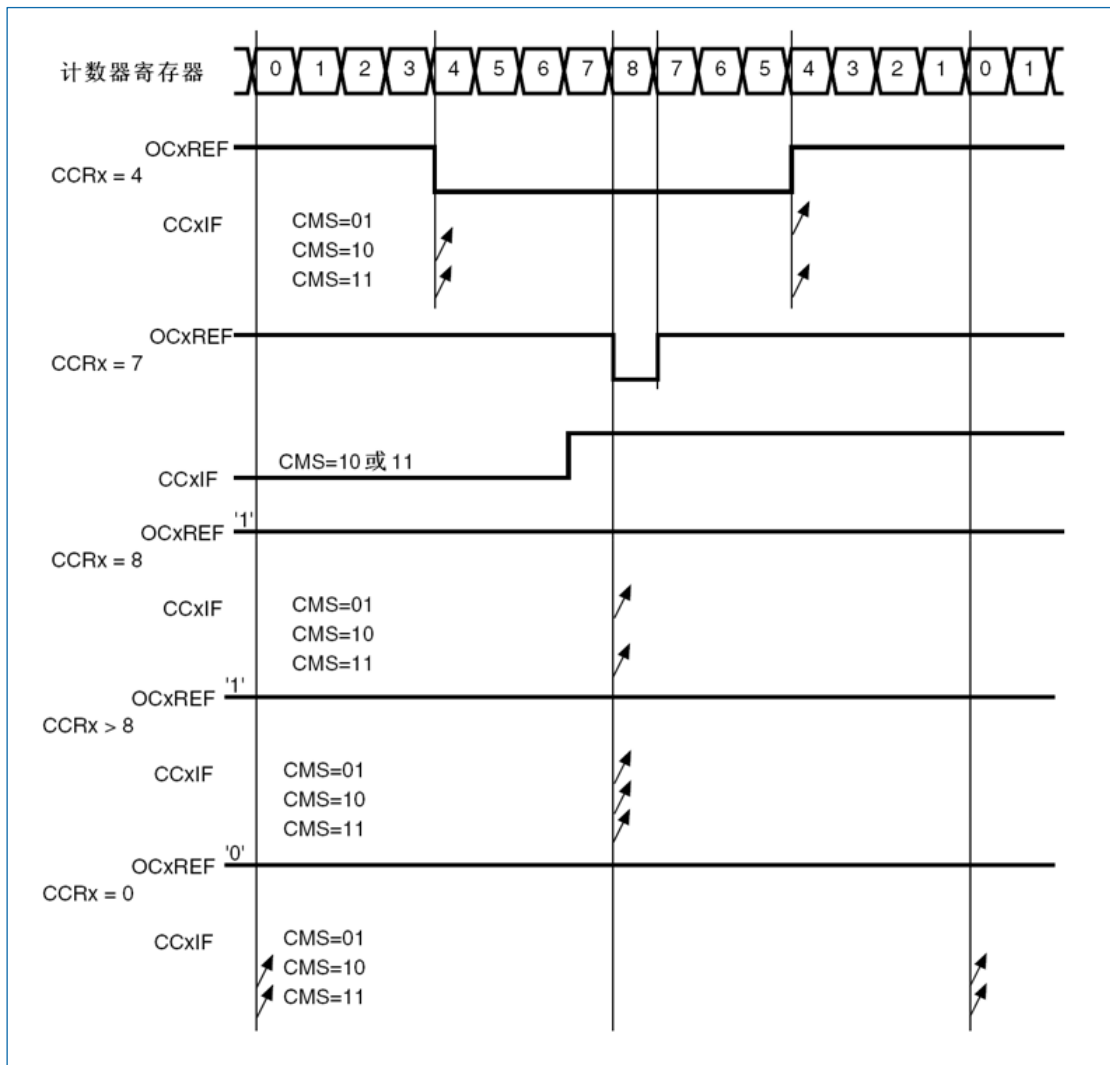 计数器寄存器 0 1 2 3 4 5 6 7 8 7 6 5 4 3 2 1 0 1
OCxREF
CCRx = 4
CCxIF CMS=01
CMS=10
CMS=11
OCxREF
CCRx = 7
CCxIF CMS=10 或 11
OCxREF '1'
CCRx = 8
CCxIF CMS=01
CMS=10
CMS=11
OCxREF '1'
CCRx > 8
CCxIF CMS=01
CMS=10
CMS=11
OCxREF '0'
CCRx = 0
CCxIF CMS=01
CMS=10
CMS=11